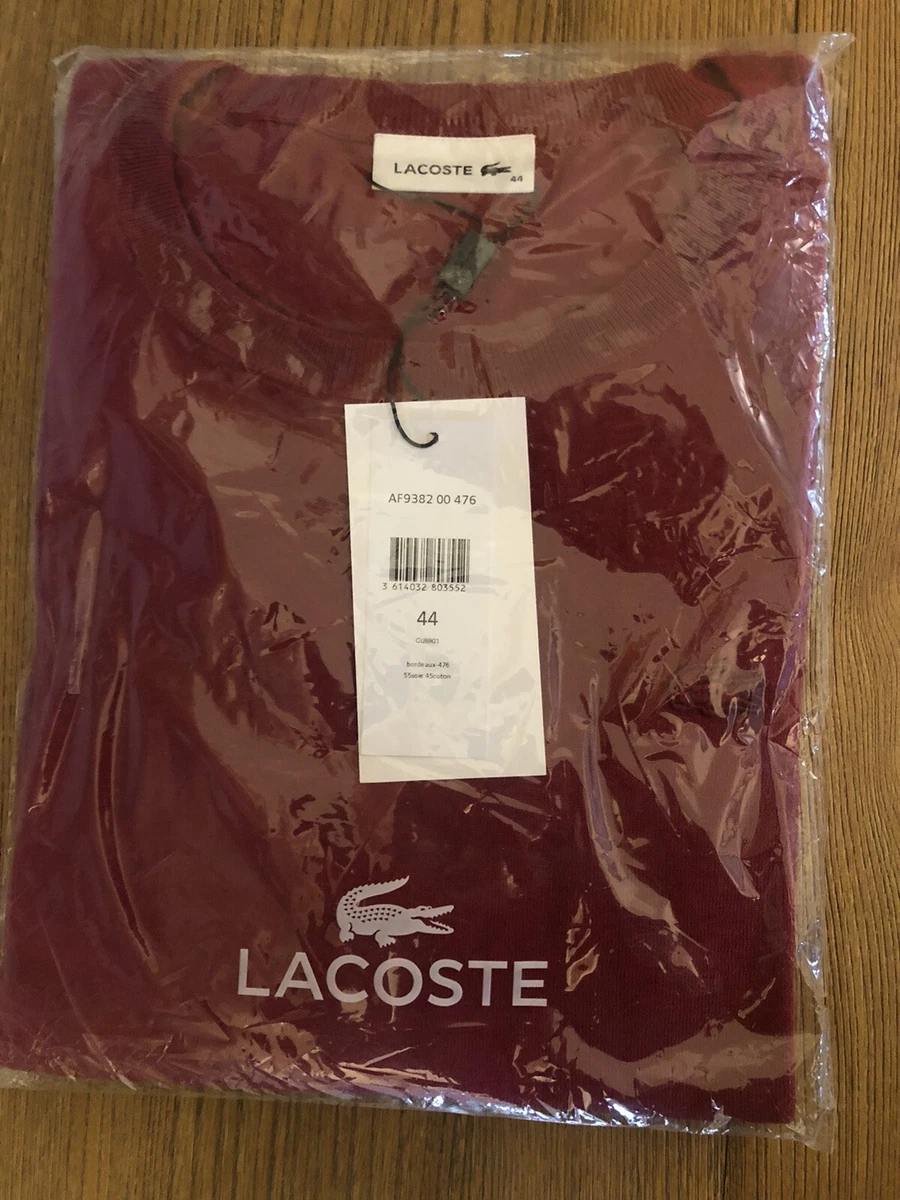 LACOSTE
44
AF9382 00 476
3 614032 803552
44
bordeaux-476
55soie 45coton
LACOSTE